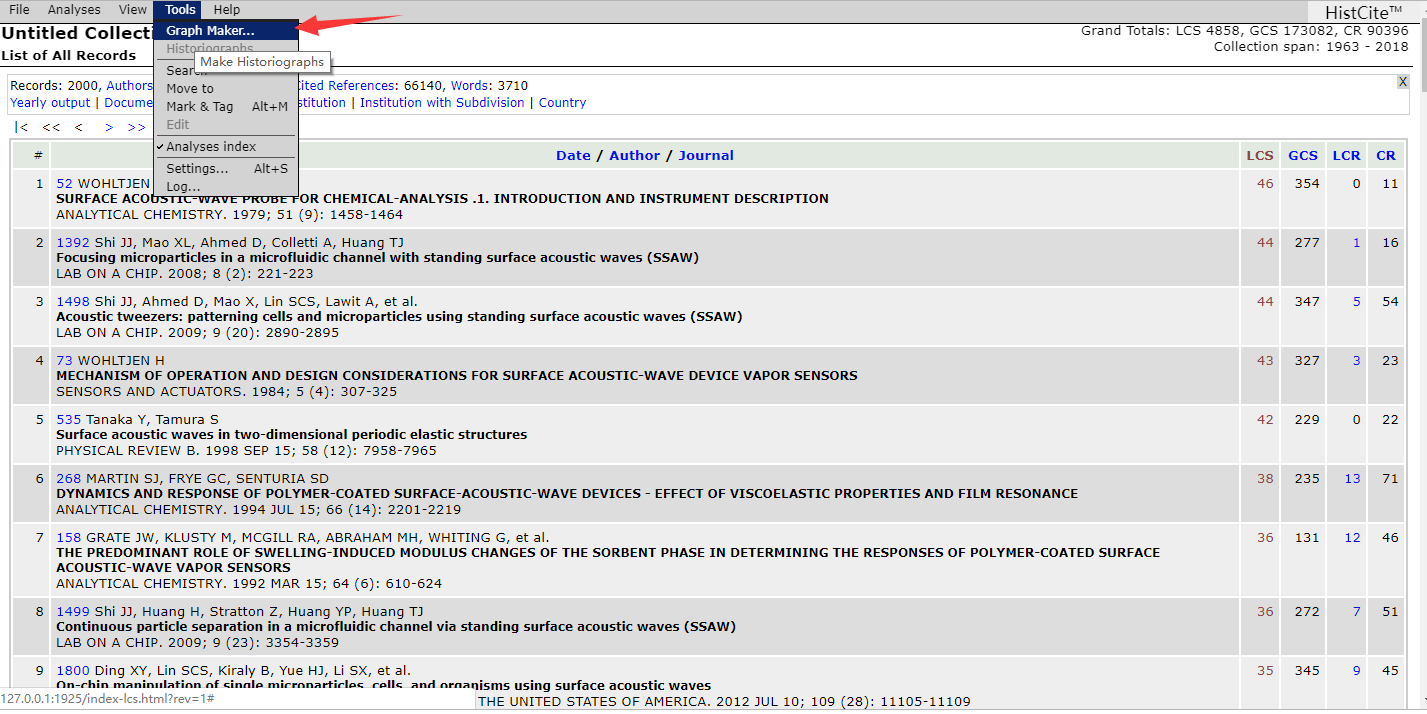 File Analyses View Tools Help
HistCite™
Untitled Collecti
Grand Totals: LCS 4858, GCS 173082, CR 90396
List of All Records
Collection span: 1963 - 2018
Graph Maker...
Historiographs
Make Historiographs
Search
Move to
Mark & Tag Alt+M
Edit
Analyses index
Settings... Alt+S
Log...
Records: 2000, Authors ited References: 66140, Words: 3710
X
Yearly output | Docume stitution | Institution with Subdivision | Country
|< << < > >>
# Date / Author / Journal LCS GCS LCR CR
1 52 WOHLTJEN 46 354 0 11
SURFACE ACOUSTIC-WAVE PROBE FOR CHEMICAL-ANALYSIS .1. INTRODUCTION AND INSTRUMENT DESCRIPTION
ANALYTICAL CHEMISTRY. 1979; 51 (9): 1458-1464
2 1392 Shi JJ, Mao XL, Ahmed D, Colletti A, Huang TJ 44 277 1 16
Focusing microparticles in a microfluidic channel with standing surface acoustic waves (SSAW)
LAB ON A CHIP. 2008; 8 (2): 221-223
3 1498 Shi JJ, Ahmed D, Mao X, Lin SCS, Lawit A, et al. 44 347 5 54
Acoustic tweezers: patterning cells and microparticles using standing surface acoustic waves (SSAW)
LAB ON A CHIP. 2009; 9 (20): 2890-2895
4 73 WOHLTJEN H 43 327 3 23
MECHANISM OF OPERATION AND DESIGN CONSIDERATIONS FOR SURFACE ACOUSTIC-WAVE DEVICE VAPOR SENSORS
SENSORS AND ACTUATORS. 1984; 5 (4): 307-325
5 535 Tanaka Y, Tamura S 42 229 0 22
Surface acoustic waves in two-dimensional periodic elastic structures
PHYSICAL REVIEW B. 1998 SEP 15; 58 (12): 7958-7965
6 268 MARTIN SJ, FRYE GC, SENTURIA SD 38 235 13 71
DYNAMICS AND RESPONSE OF POLYMER-COATED SURFACE-ACOUSTIC-WAVE DEVICES - EFFECT OF VISCOELASTIC PROPERTIES AND FILM RESONANCE
ANALYTICAL CHEMISTRY. 1994 JUL 15; 66 (14): 2201-2219
7 158 GRATE JW, KLUSTY M, MCGILL RA, ABRAHAM MH, WHITING G, et al. 36 131 12 46
THE PREDOMINANT ROLE OF SWELLING-INDUCED MODULUS CHANGES OF THE SORBENT PHASE IN DETERMINING THE RESPONSES OF POLYMER-COATED SURFACE
ACOUSTIC-WAVE VAPOR SENSORS
ANALYTICAL CHEMISTRY. 1992 MAR 15; 64 (6): 610-624
8 1499 Shi JJ, Huang H, Stratton Z, Huang YP, Huang TJ 36 272 7 51
Continuous particle separation in a microfluidic channel via standing surface acoustic waves (SSAW)
LAB ON A CHIP. 2009; 9 (23): 3354-3359
9 1800 Ding XY, Lin SCS, Kiraly B, Yue HJ, Li SX, et al. 35 345 9 45
On-chip manipulation of single microparticles, cells, and organisms using surface acoustic waves
127.0.0.1:1925/index-lcs.html?rev=1# THE UNITED STATES OF AMERICA. 2012 JUL 10; 109 (28): 11105-11109